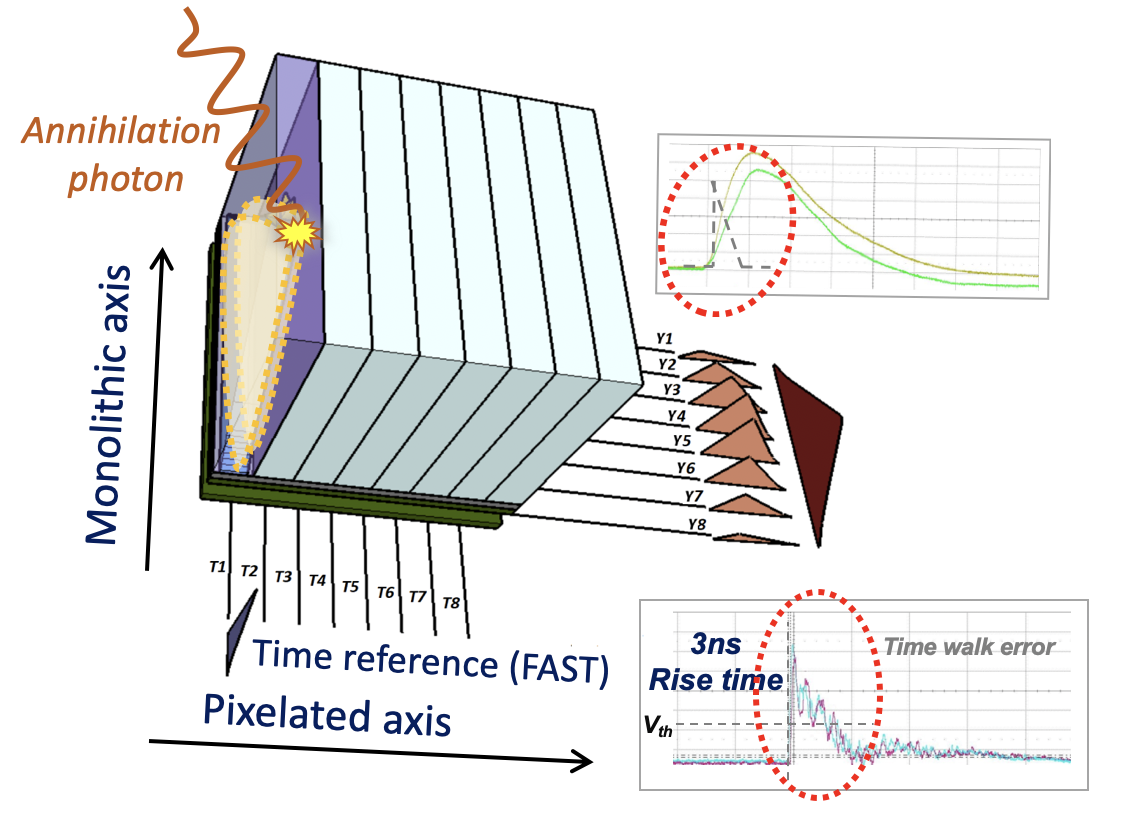 Annihilation
photon
Monolithic axis
Y1
Y2
Y3
Y4
Y5
Y6
Y7
Y8
T1 T2 T3 T4 T5 T6 T7 T8
Time reference (FAST)
Pixelated axis
3ns
Rise time
Time walk error
Vth